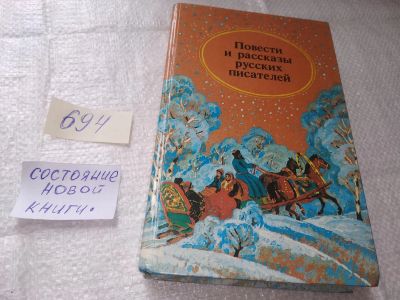 Повести
и рассказы
русских
писателей
694
состояние
новой
книги.